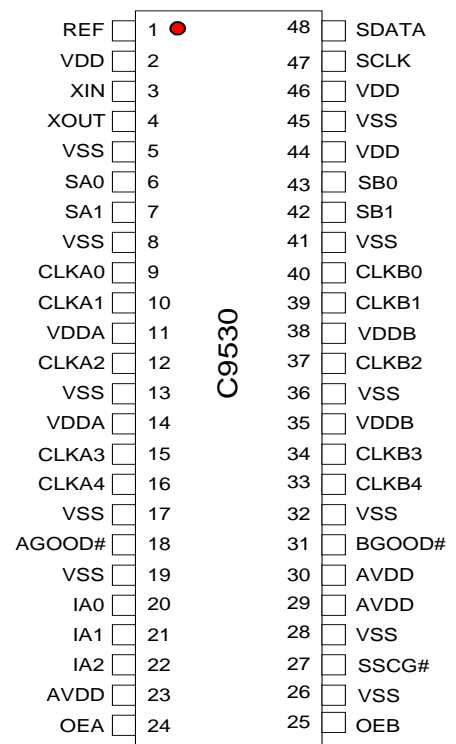 REF 1 48 SDATA
VDD 2 47 SCLK
XIN 3 46 VDD
XOUT 4 45 VSS
VSS 5 44 VDD
SA0 6 43 SB0
SA1 7 42 SB1
VSS 8 41 VSS
CLKA0 9 40 CLKB0
CLKA1 10 39 CLKB1
VDDA 11 38 VDDB
CLKA2 12 37 CLKB2
VSS 13 36 VSS
VDDA 14 35 VDDB
CLKA3 15 34 CLKB3
CLKA4 16 33 CLKB4
VSS 17 32 VSS
AGOOD# 18 31 BGOOD#
VSS 19 30 AVDD
IA0 20 29 AVDD
IA1 21 28 VSS
IA2 22 27 SSCG#
AVDD 23 26 VSS
OEA 24 25 OEB
C9530